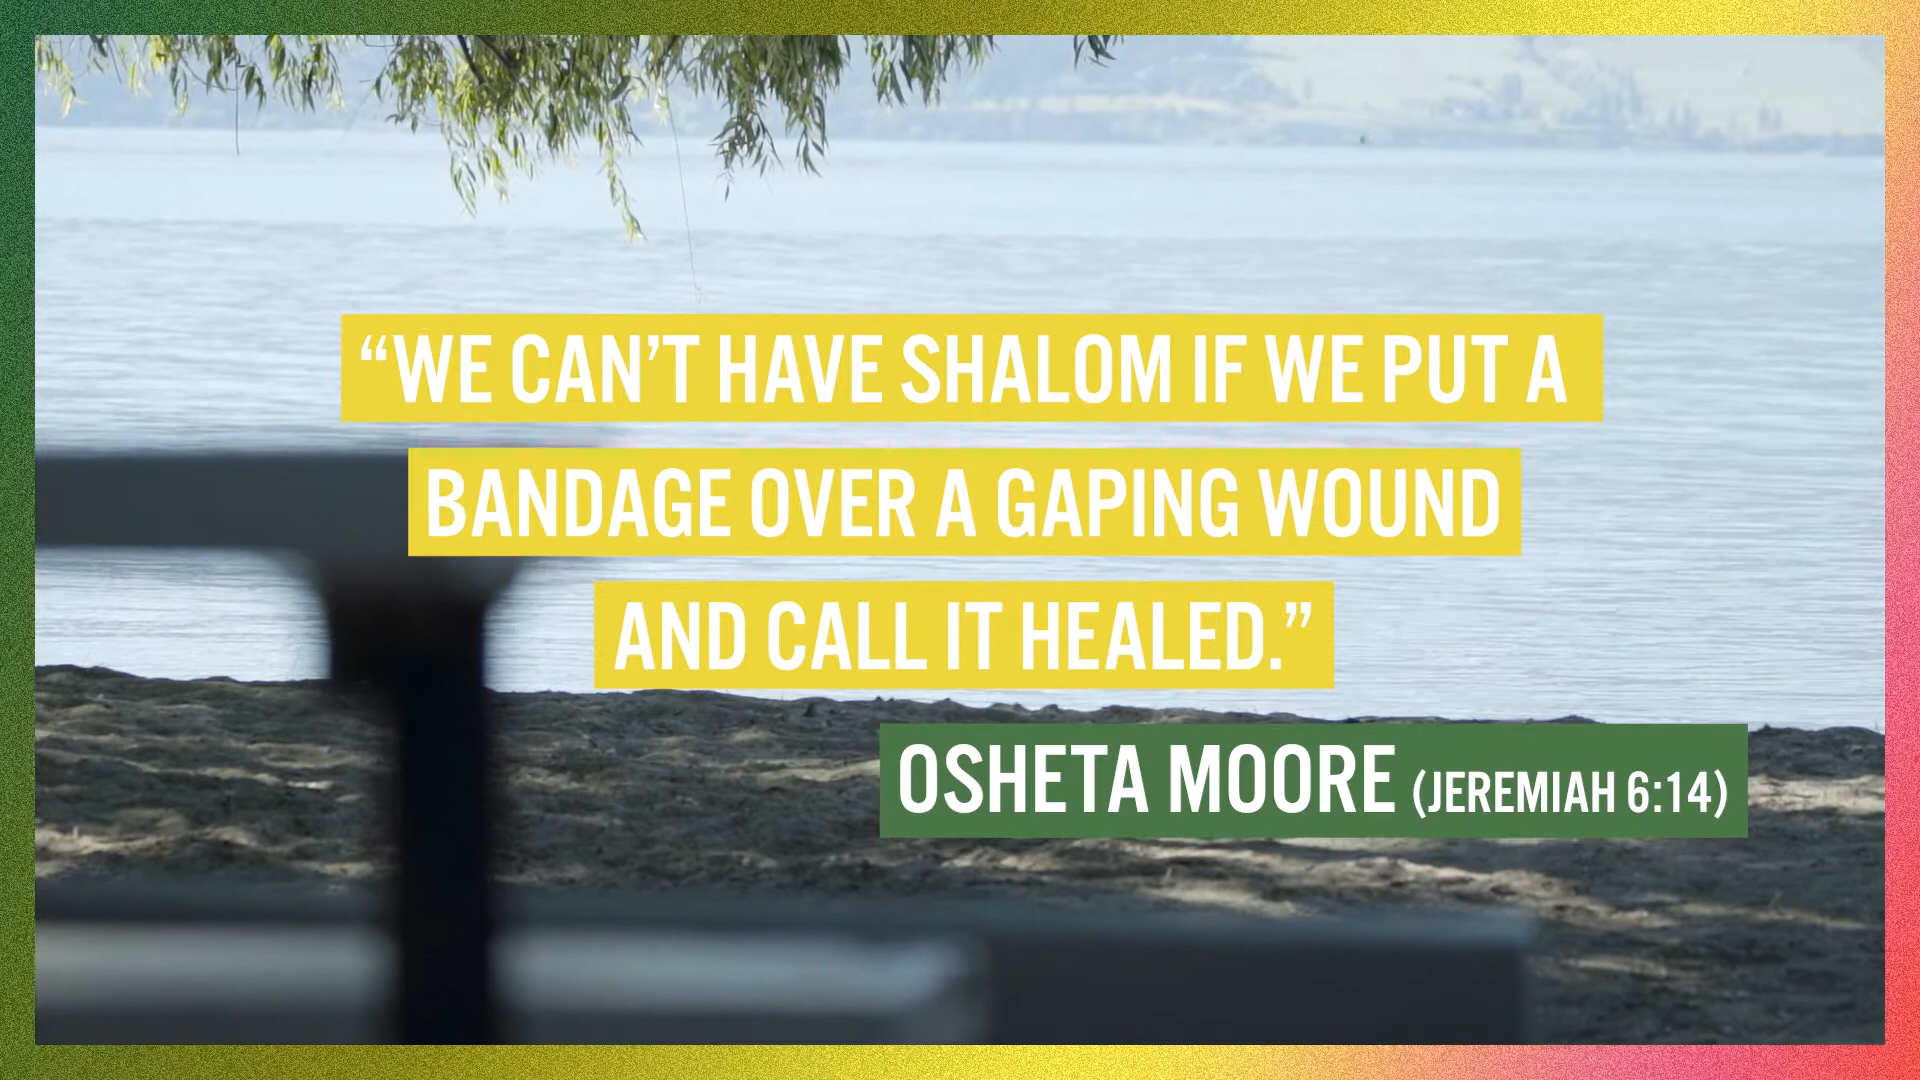 “WE CAN’T HAVE SHALOM IF WE PUT A
BANDAGE OVER A GAPING WOUND
AND CALL IT HEALED.”
OSHETA MOORE (JEREMIAH 6:14)